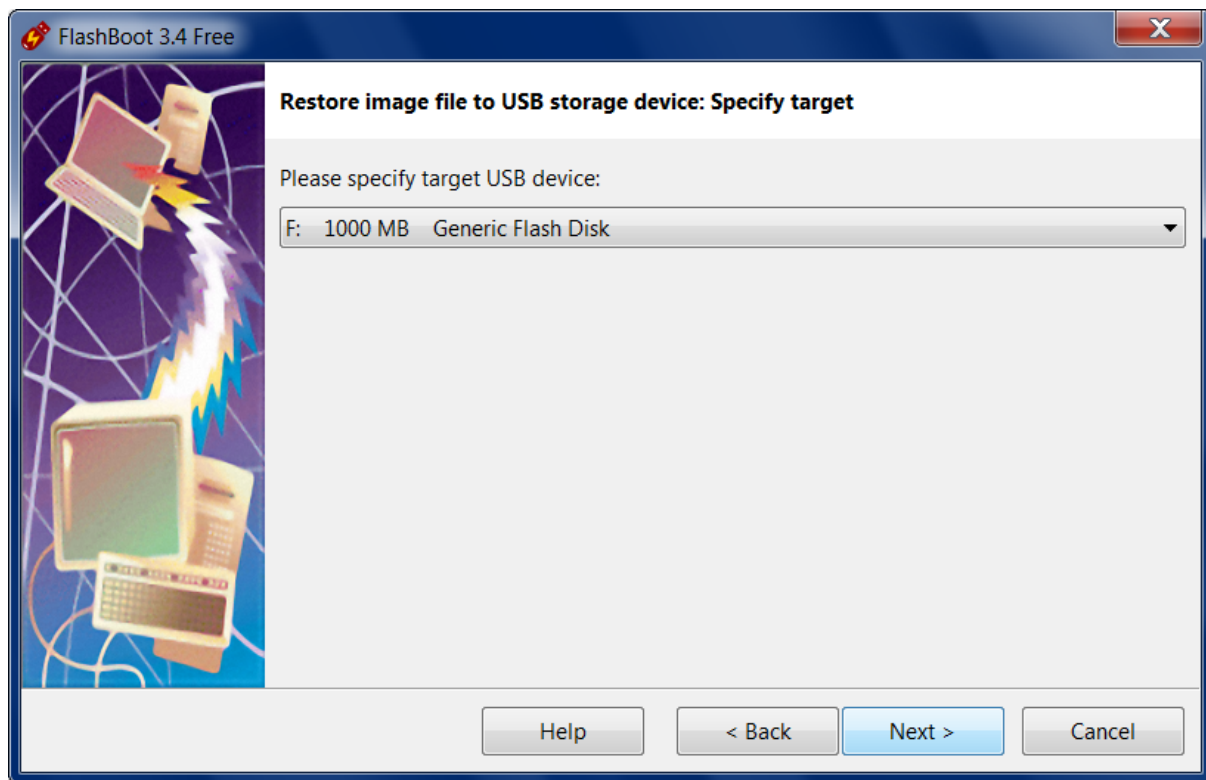 FlashBoot 3.4 Free
X
Restore image file to USB storage device: Specify target
Please specify target USB device:
F: 1000 MB Generic Flash Disk
Help < Back Next > Cancel